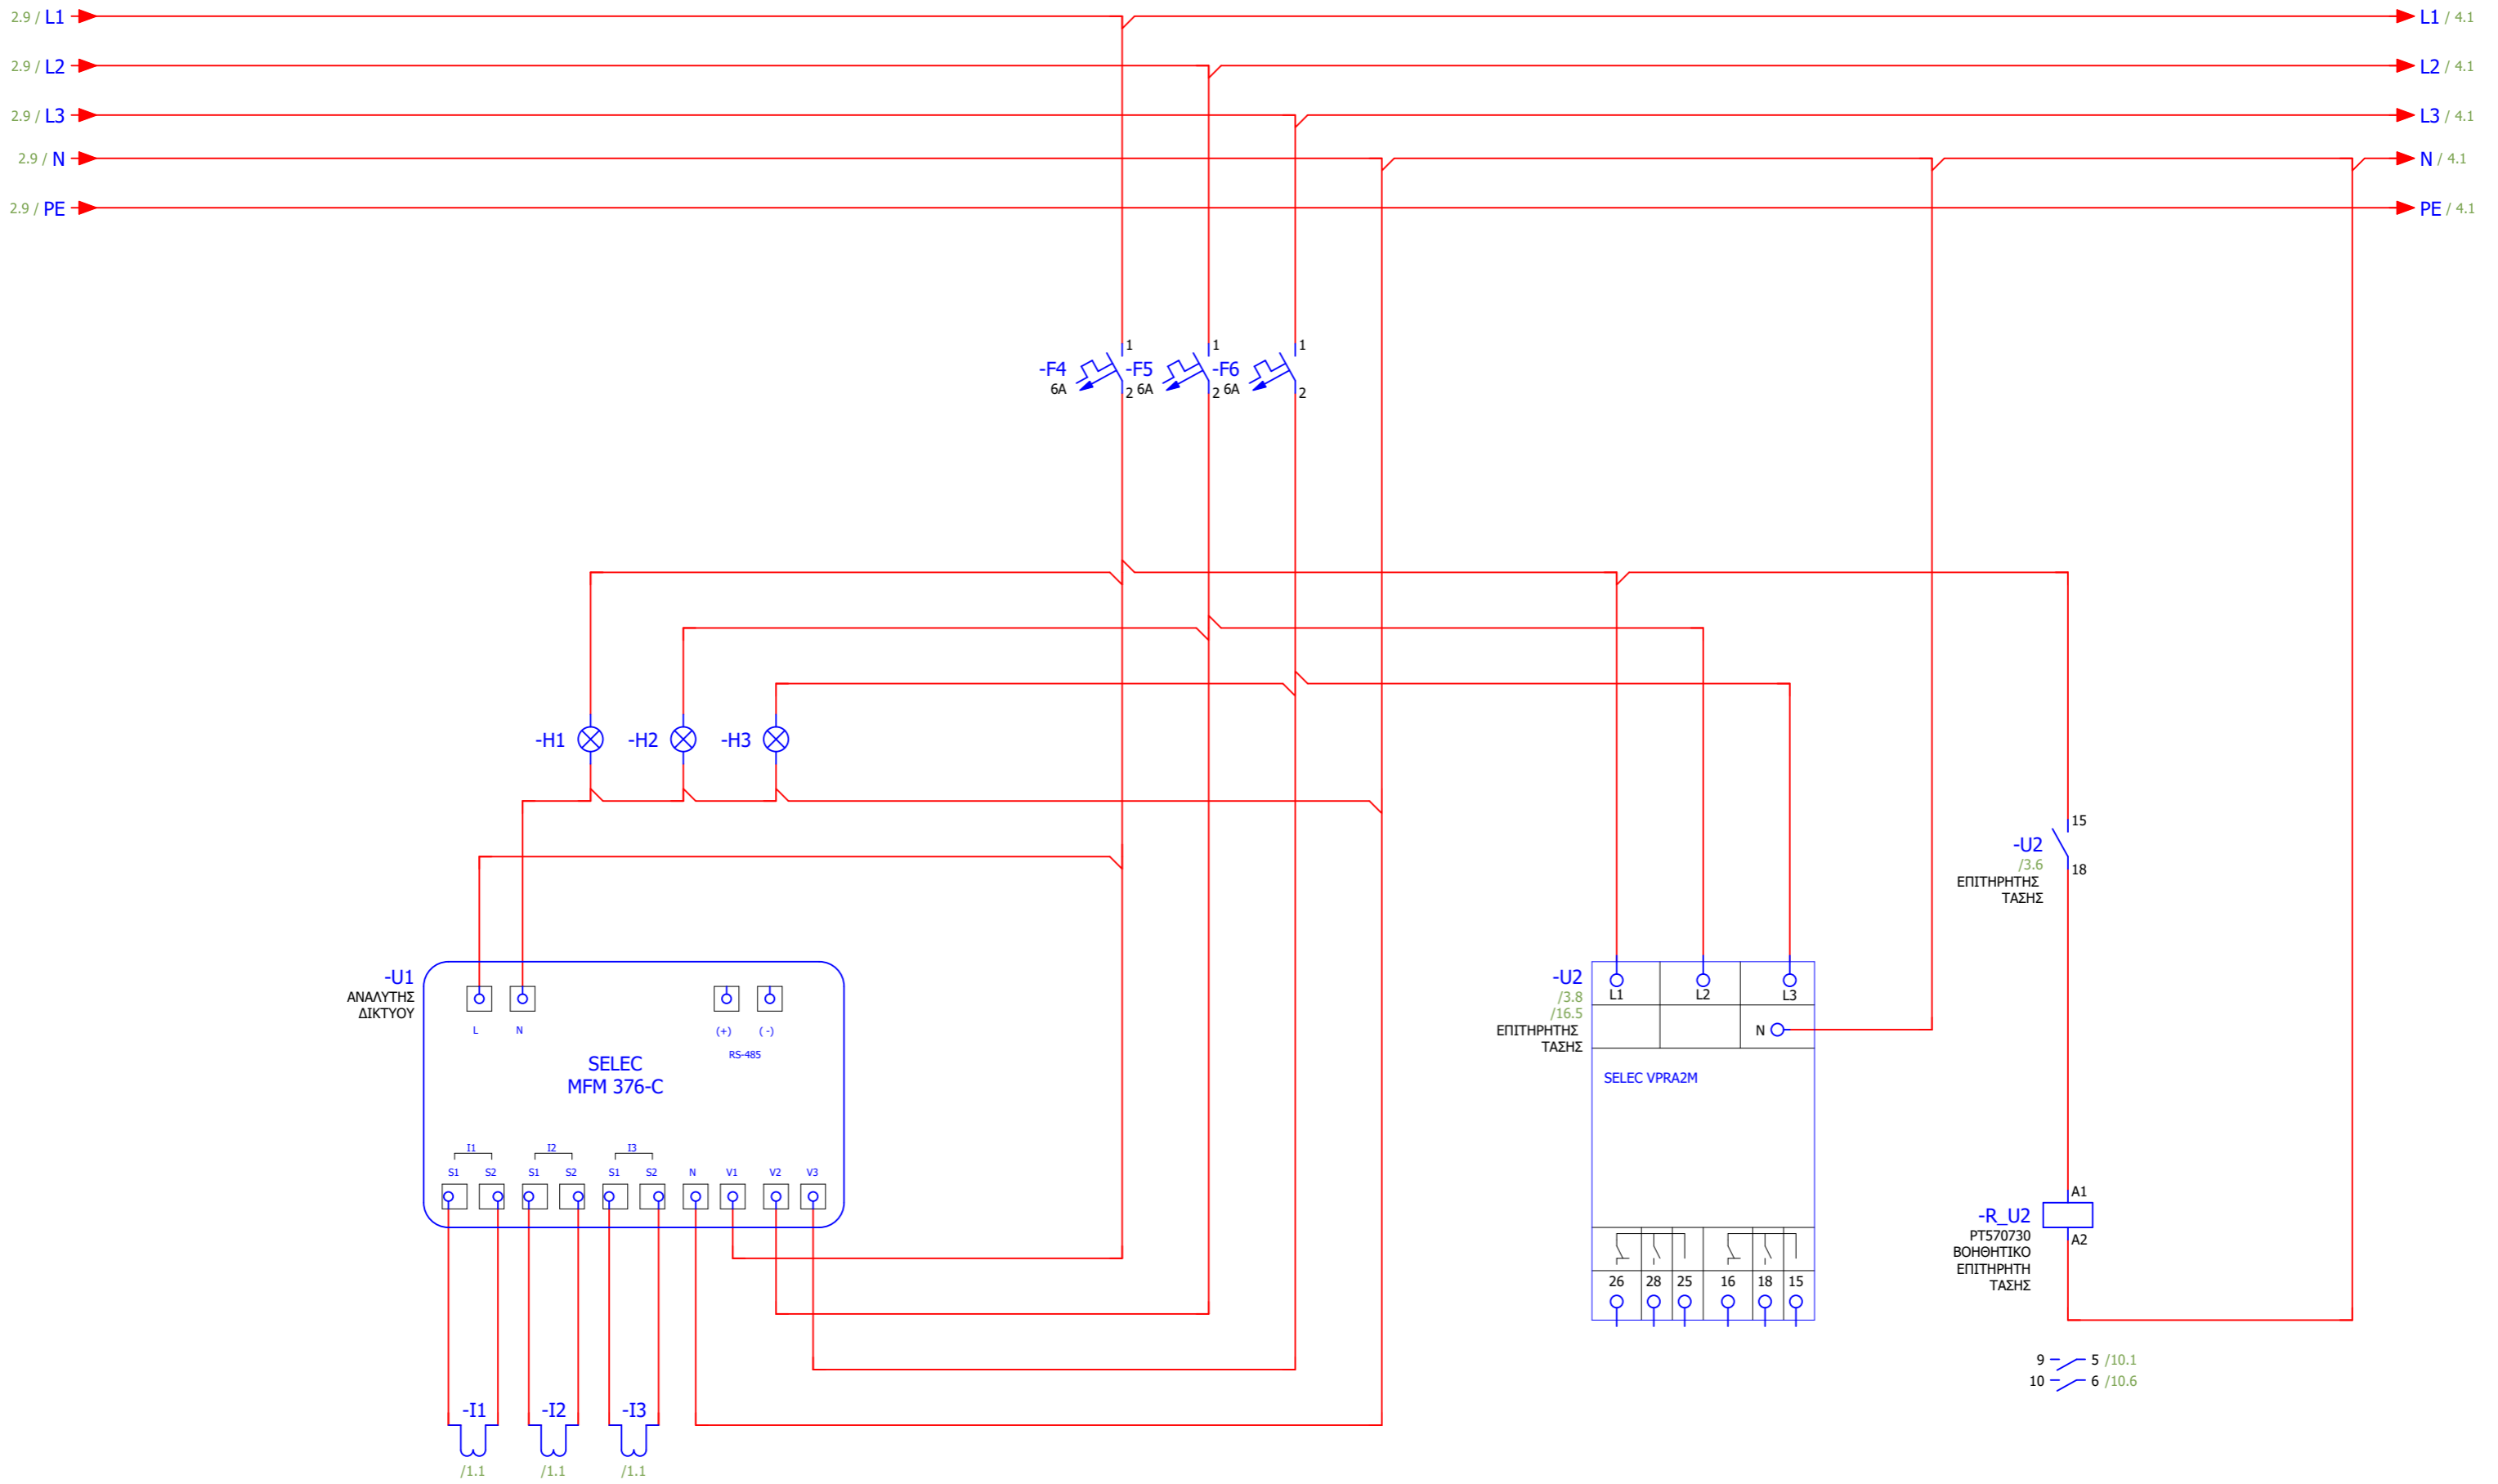 2.9 / L1
L1 / 4.1
2.9 / L2
L2 / 4.1
2.9 / L3
L3 / 4.1
2.9 / N
N / 4.1
2.9 / PE
PE / 4.1
1
-F4
6A
2
1
-F5
6A
2
1
-F6
6A
2
-H1
-H2
-H3
15
-U2
/3.6
18
ΕΠΙΤΗΡΗΤΗΣ
ΤΑΣΗΣ
-U1
ΑΝΑΛΥΤΗΣ
ΔΙΚΤΥΟΥ
L
N
(+)
( -)
RS-485
SELEC
MFM 376-C
I1
I2
I3
S1
S2
S1
S2
S1
S2
N
V1
V2
V3
-U2
/3.8
/16.5
ΕΠΙΤΗΡΗΤΗΣ
ΤΑΣΗΣ
L1
L2
L3
N
SELEC VPRA2M
26
28
25
16
18
15
A1
-R_U2
PT570730
ΒΟΗΘΗΤΙΚΟ
ΕΠΙΤΗΡΗΤΗ
ΤΑΣΗΣ
A2
9
5 /10.1
10
6 /10.6
-I1
-I2
-I3
/1.1
/1.1
/1.1